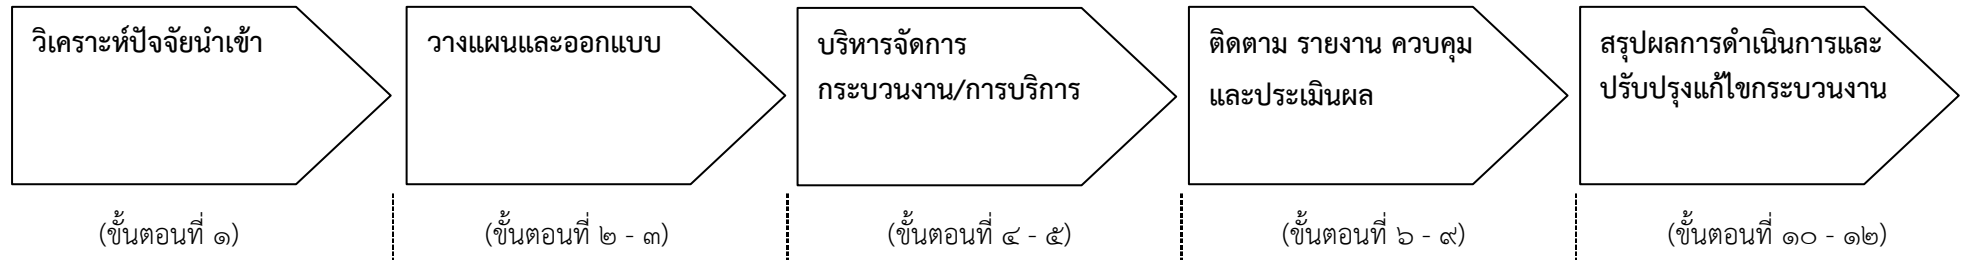 วิเคราะห์ปัจจัยนำเข้า
วางแผนและออกแบบ
บริหารจัดการ
กระบวนงาน/การบริการ
ติดตาม รายงาน ควบคุม
และประเมินผล
สรุปผลการดำเนินการและ
ปรับปรุงแก้ไขกระบวนงาน
(ขั้นตอนที่ ๑)
(ขั้นตอนที่ ๒ - ๓)
(ขั้นตอนที่ ๔ - ๕)
(ขั้นตอนที่ ๖ - ๙)
(ขั้นตอนที่ ๑๐ - ๑๒)